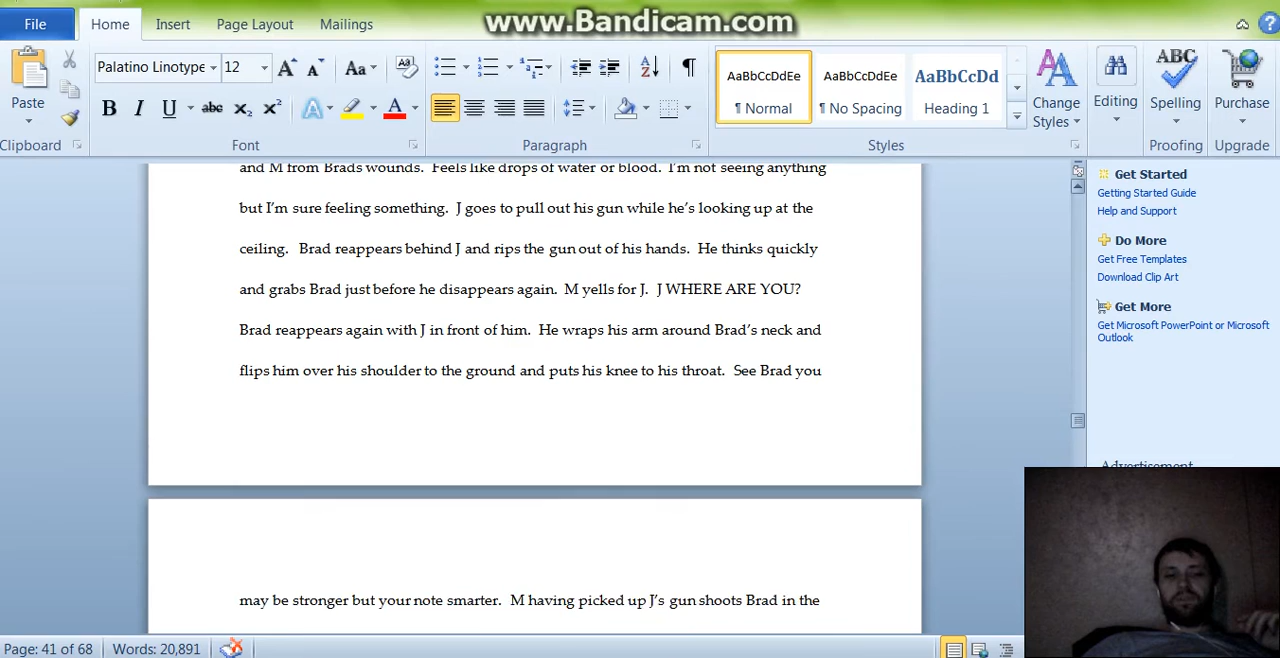 www.Bandicam.com
File Home Insert Page Layout Mailings
Paste
Clipboard
Palatino Linotype 12
Font
Paragraph
AaBbCcDdEe AaBbCcDdEe AaBbCcDd
¶ Normal ¶ No Spacing Heading 1
Styles
Change Styles
Editing
Spelling
Proofing
Purchase
Upgrade
and M from Brads wounds. Feels like drops of water or blood. I'm not seeing anything
but I'm sure feeling something. J goes to pull out his gun while he's looking up at the
ceiling. Brad reappears behind J and rips the gun out of his hands. He thinks quickly
and grabs Brad just before he disappears again. M yells for J. J WHERE ARE YOU?
Brad reappears again with J in front of him. He wraps his arm around Brad's neck and
flips him over his shoulder to the ground and puts his knee to his throat. See Brad you
may be stronger but your note smarter. M having picked up J's gun shoots Brad in the
Get Started
Getting Started Guide
Help and Support
Do More
Get Free Templates
Download Clip Art
Get More
Get Microsoft PowerPoint or Microsoft
Outlook
Advertisement
Page: 41 of 68 Words: 20,891